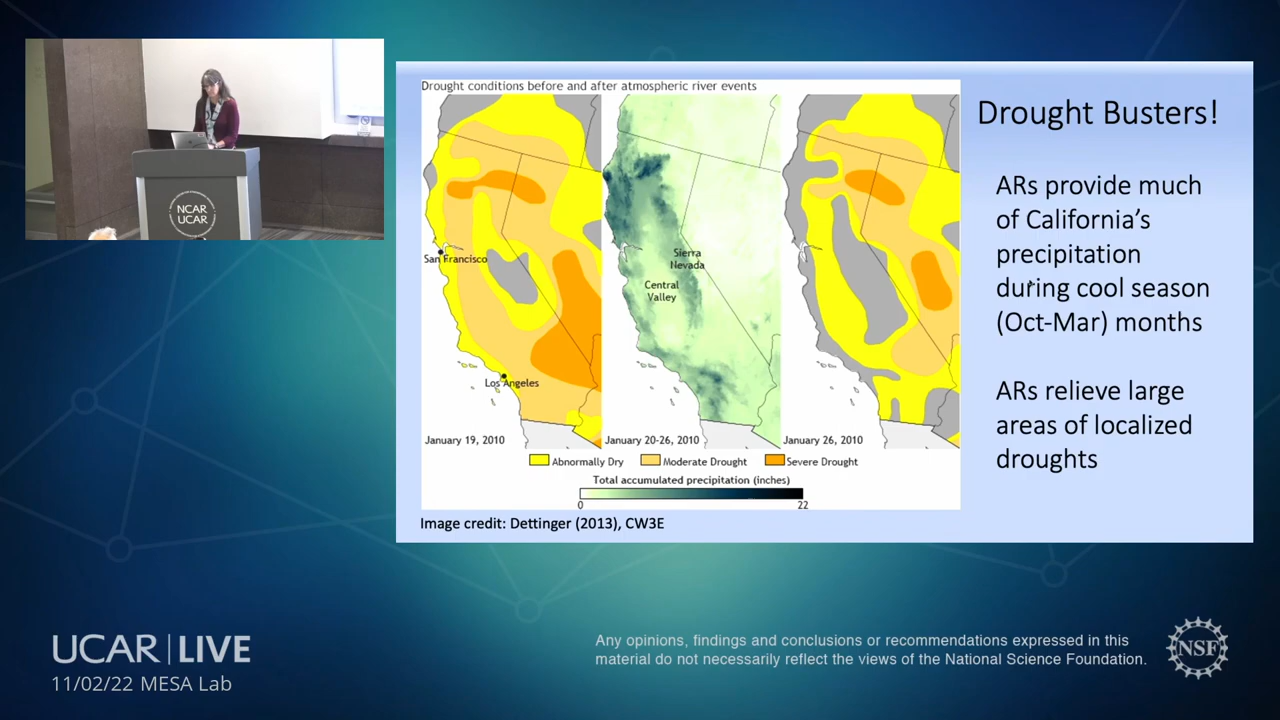 NCAR
UCAR
Drought conditions before and after atmospheric river events
San Francisco
Los Angeles
January 19, 2010
Sierra
Nevada
Central
Valley
January 20-26, 2010
January 26, 2010
Abnormally Dry
Moderate Drought
Severe Drought
Total accumulated precipitation (inches)
0
22
Image credit: Dettinger (2013), CW3E
Drought Busters!
ARs provide much
of California’s
precipitation
during cool season
(Oct-Mar) months
ARs relieve large
areas of localized
droughts
UCAR | LIVE
11/02/22 MESA Lab
Any opinions, findings and conclusions or recommendations expressed in this
material do not necessarily reflect the views of the National Science Foundation.
NSF